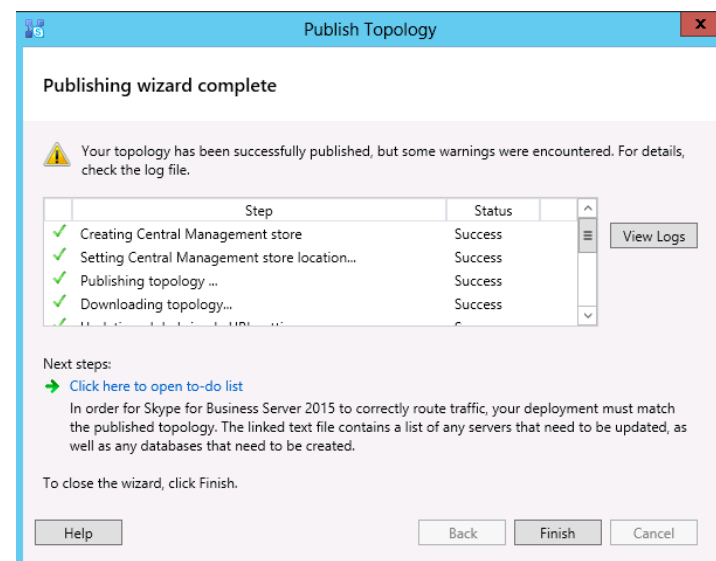 Publish Topology
x
Publishing wizard complete
Your topology has been successfully published, but some warnings were encountered. For details,
check the log file.
Step Status
Creating Central Management store Success
Setting Central Management store location... Success
View Logs
Publishing topology ... Success
Downloading topology... Success
Next steps:
Click here to open to-do list
In order for Skype for Business Server 2015 to correctly route traffic, your deployment must match
the published topology. The linked text file contains a list of any servers that need to be updated, as
well as any databases that need to be created.
To close the wizard, click Finish.
Help Back Finish Cancel